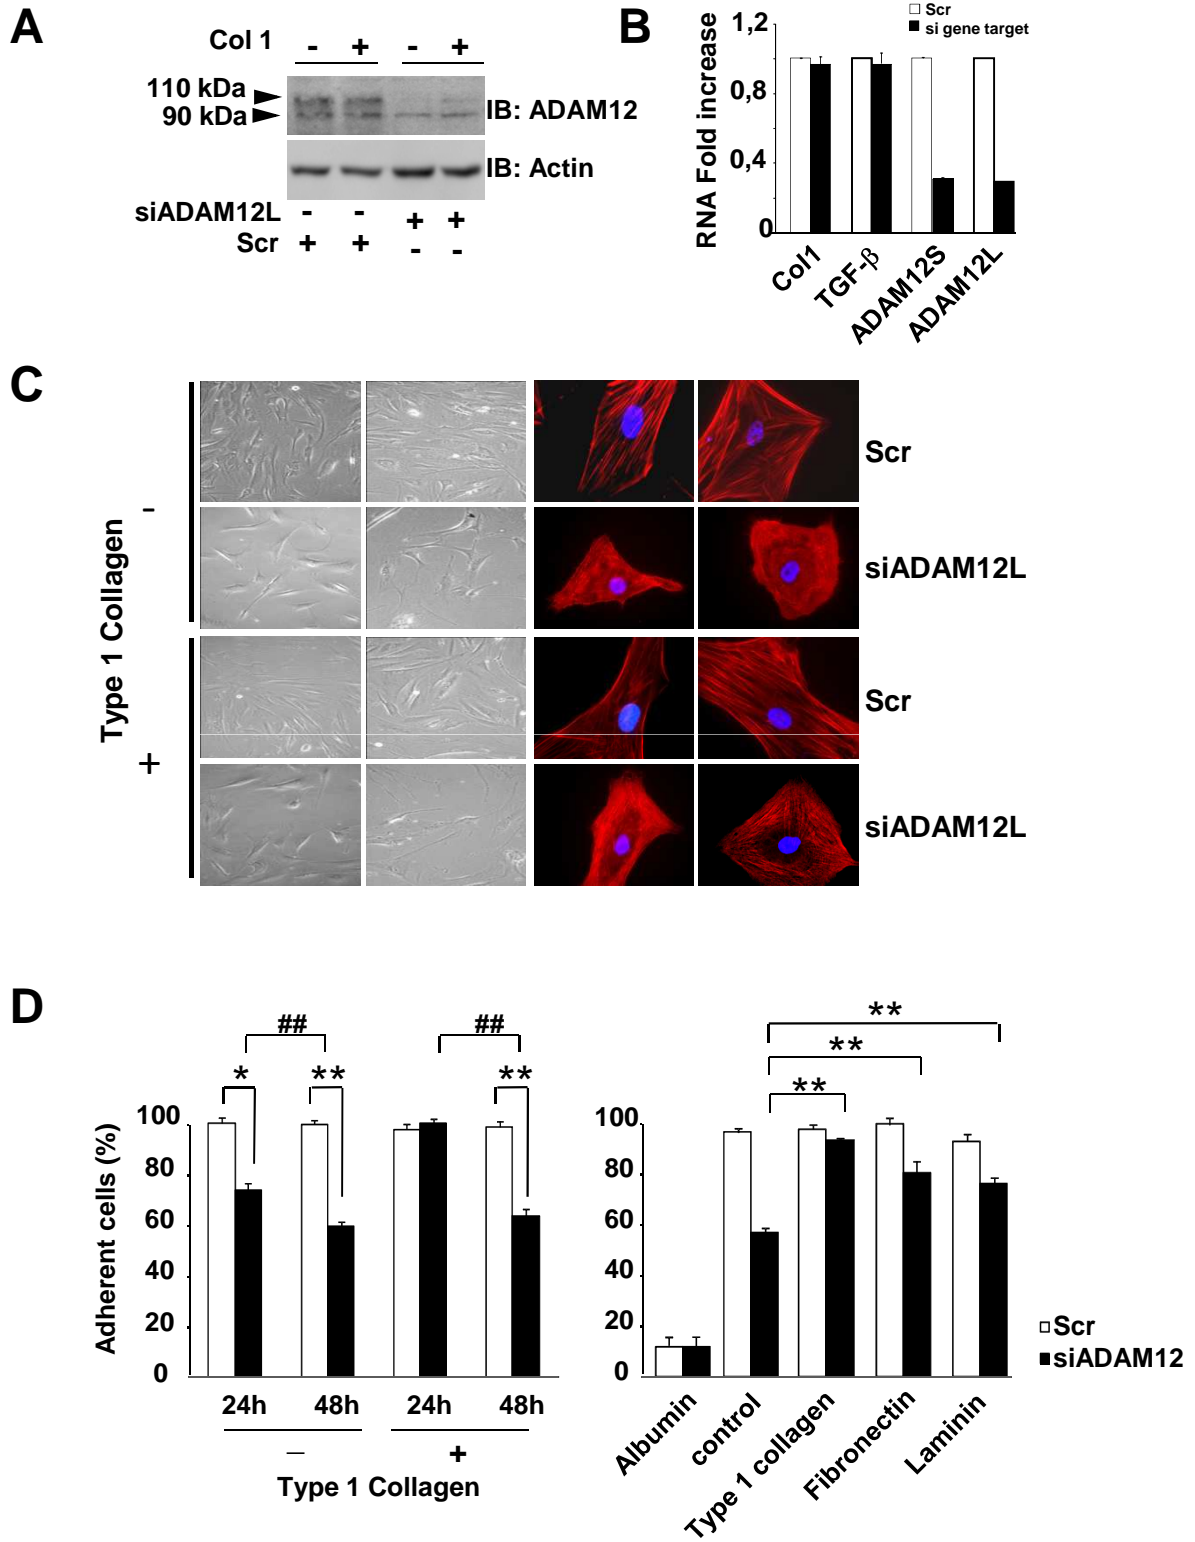 A
Col 1 - + - +
110 kDa
90 kDa
IB: ADAM12
IB: Actin
siADAM12L - - + +
Scr + + - -
B
Scr
si gene target
RNA Fold increase
1,2
0,8
0,4
0
Col1
TGF-β
ADAM12S
ADAM12L
C
Type 1 Collagen
-
+
Scr
siADAM12L
Scr
siADAM12L
D
## ##
* ** **
Adherent cells (%)
100
80
60
40
20
0
24h 48h 24h 48h
– +
Type 1 Collagen
**
**
**
100
80
60
40
20
0
Albumin
control
Type 1 collagen
Fibronectin
Laminin
Scr
siADAM12